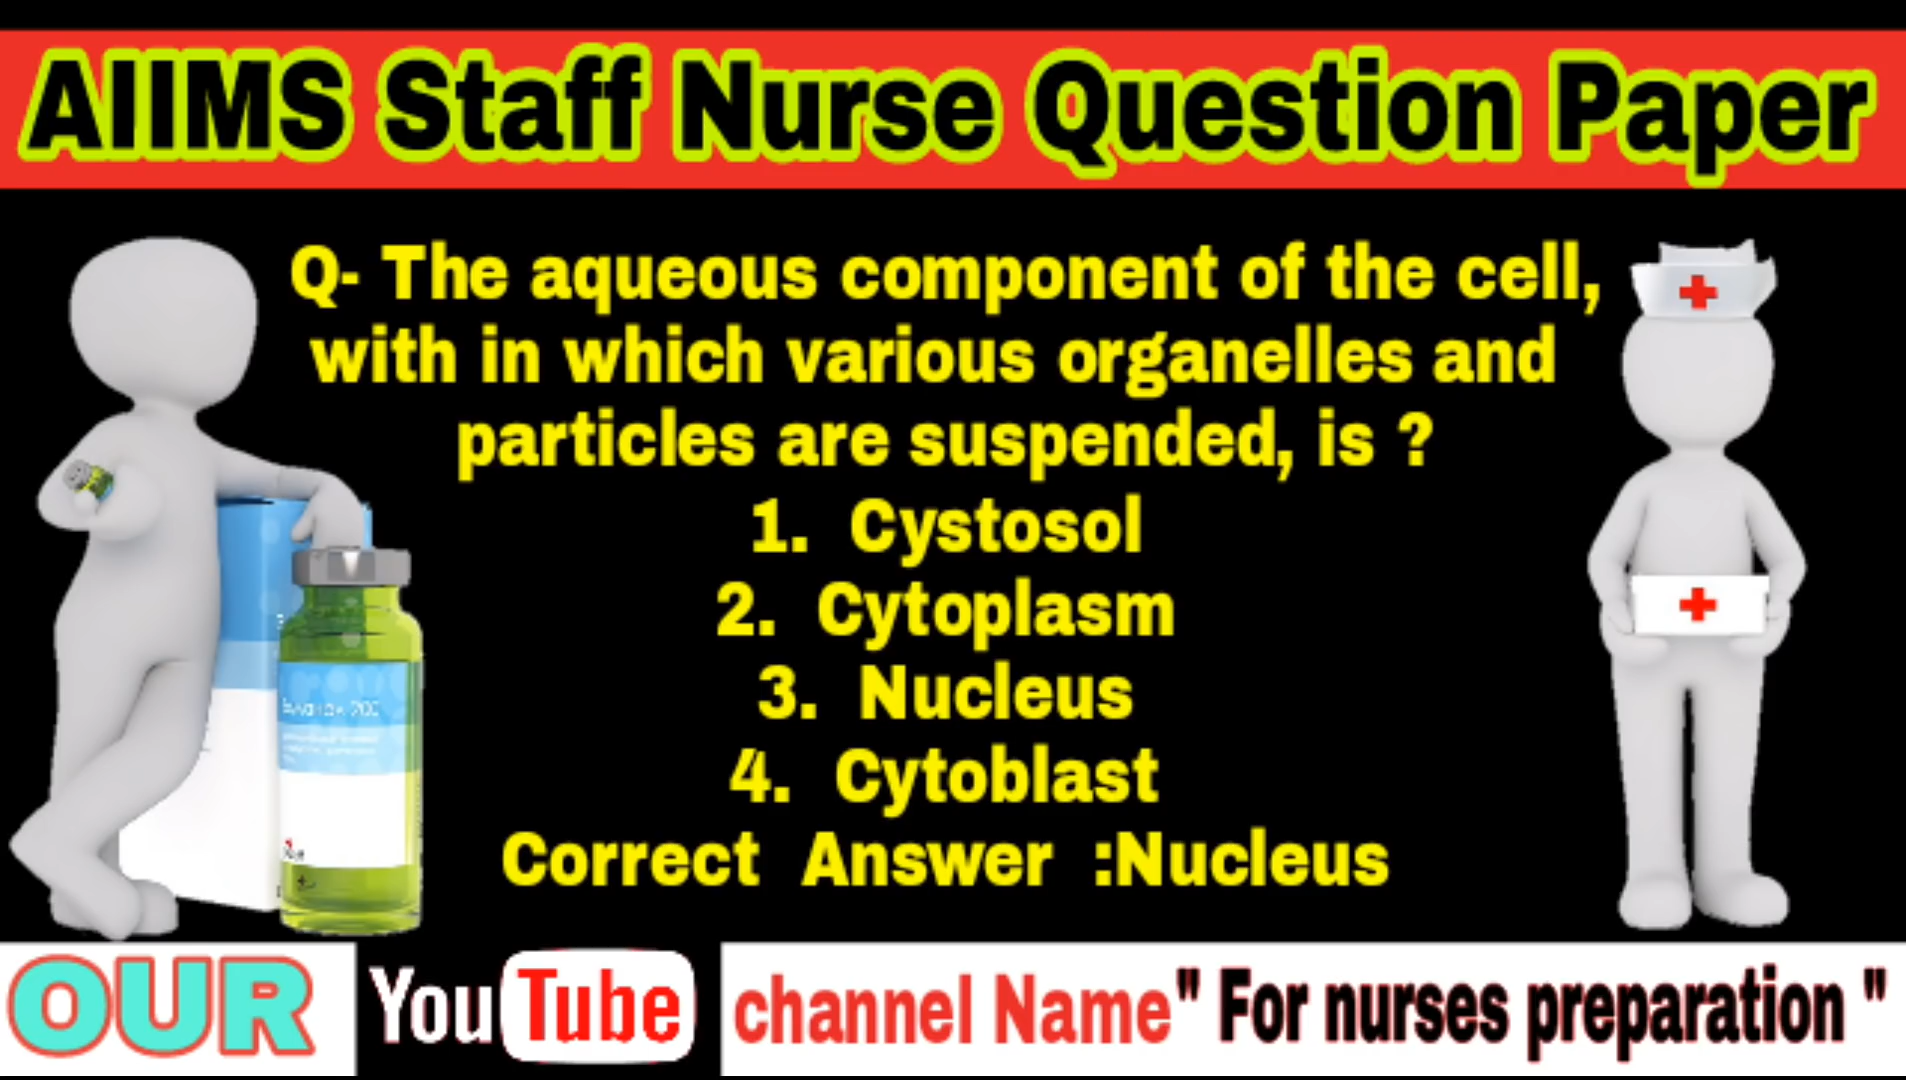 AIIMS Staff Nurse Question Paper
Q- The aqueous component of the cell,
with in which various organelles and
particles are suspended, is ?
1. Cystosol
2. Cytoplasm
3. Nucleus
4. Cytoblast
Correct Answer :Nucleus
OUR YouTube channel Name " For nurses preparation "